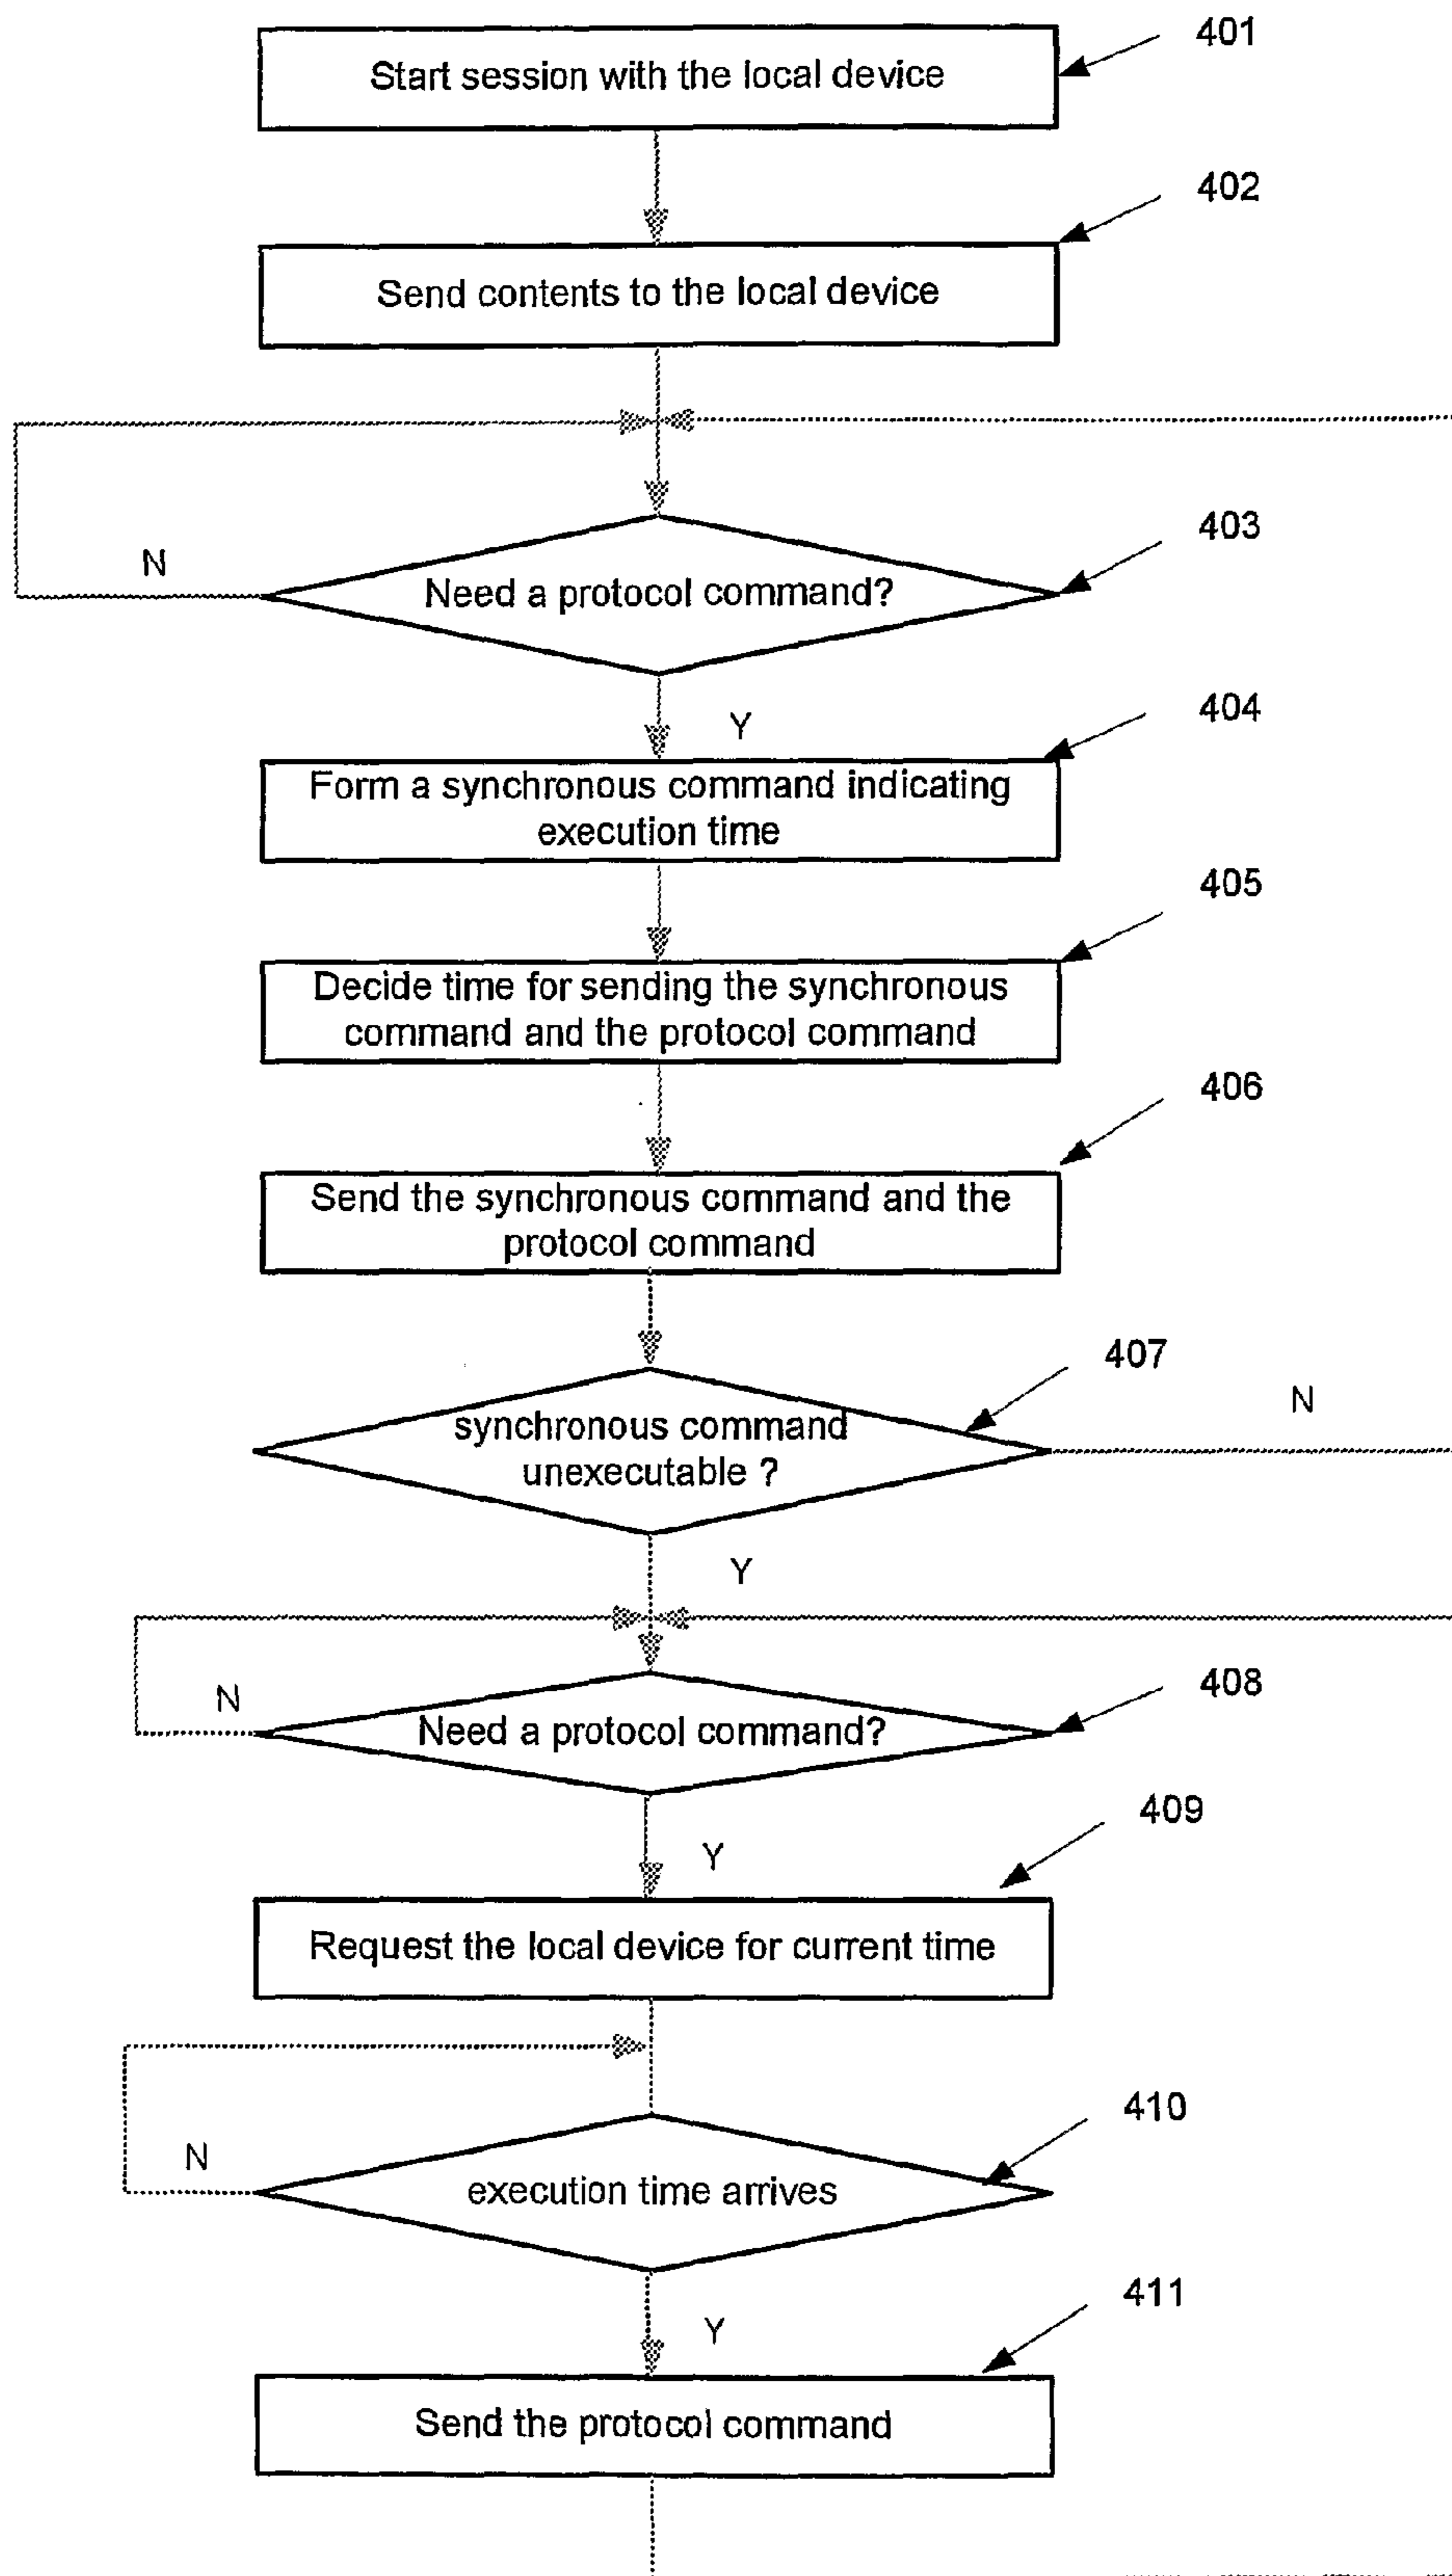 401
Start session with the local device
402
Send contents to the local device
403
N
Need a protocol command?
Y
404
Form a synchronous command indicating
execution time
405
Decide time for sending the synchronous
command and the protocol command
406
Send the synchronous command and the
protocol command
407
N
synchronous command
unexecutable ?
Y
408
N
Need a protocol command?
409
Y
Request the local device for current time
410
N
execution time arrives
411
Y
Send the protocol command